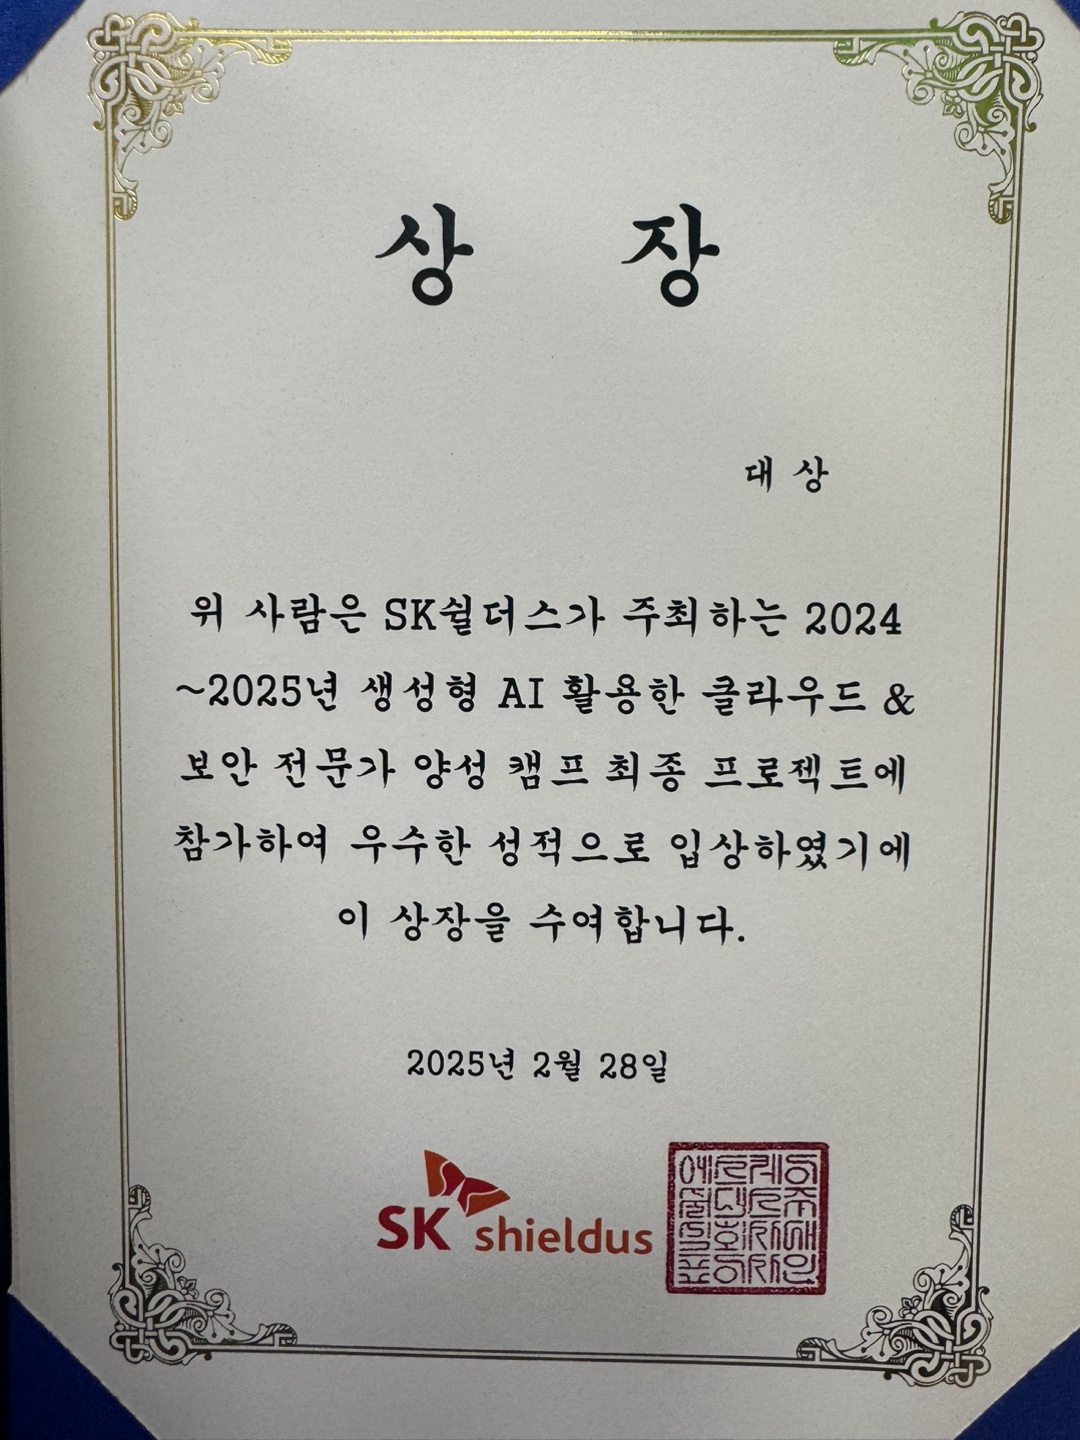 상 장
대 상
위 사람은 SK쉴더스가 주최하는 2024
~2025년 생성형 AI 활용한 클라우드 &
보안 전문가 양성 캠프 최종 프로젝트에
참가하여 우수한 성적으로 입상하였기에
이 상장을 수여합니다.
2025년 2월 28일
SK shieldus